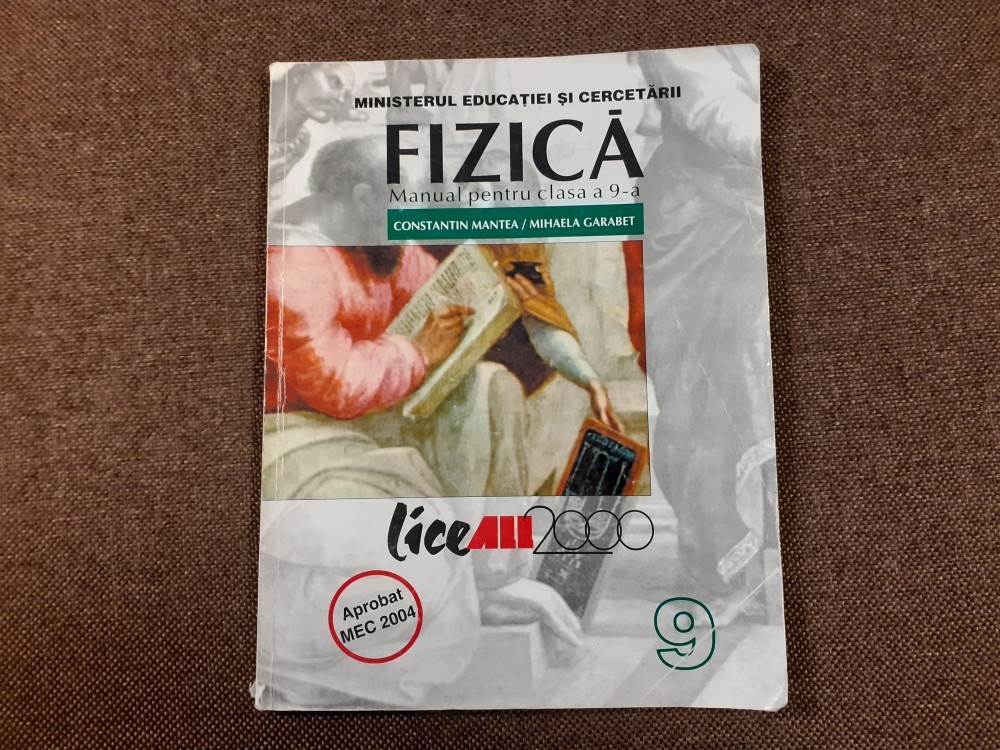 MINISTERUL EDUCAȚIEI ȘI CERCETĂRII
FIZICĂ
Manual pentru clasa a 9-a
CONSTANTIN MANTEA / MIHAELA GARABET
liceALL2000
Aprobat
MEC 2004
9